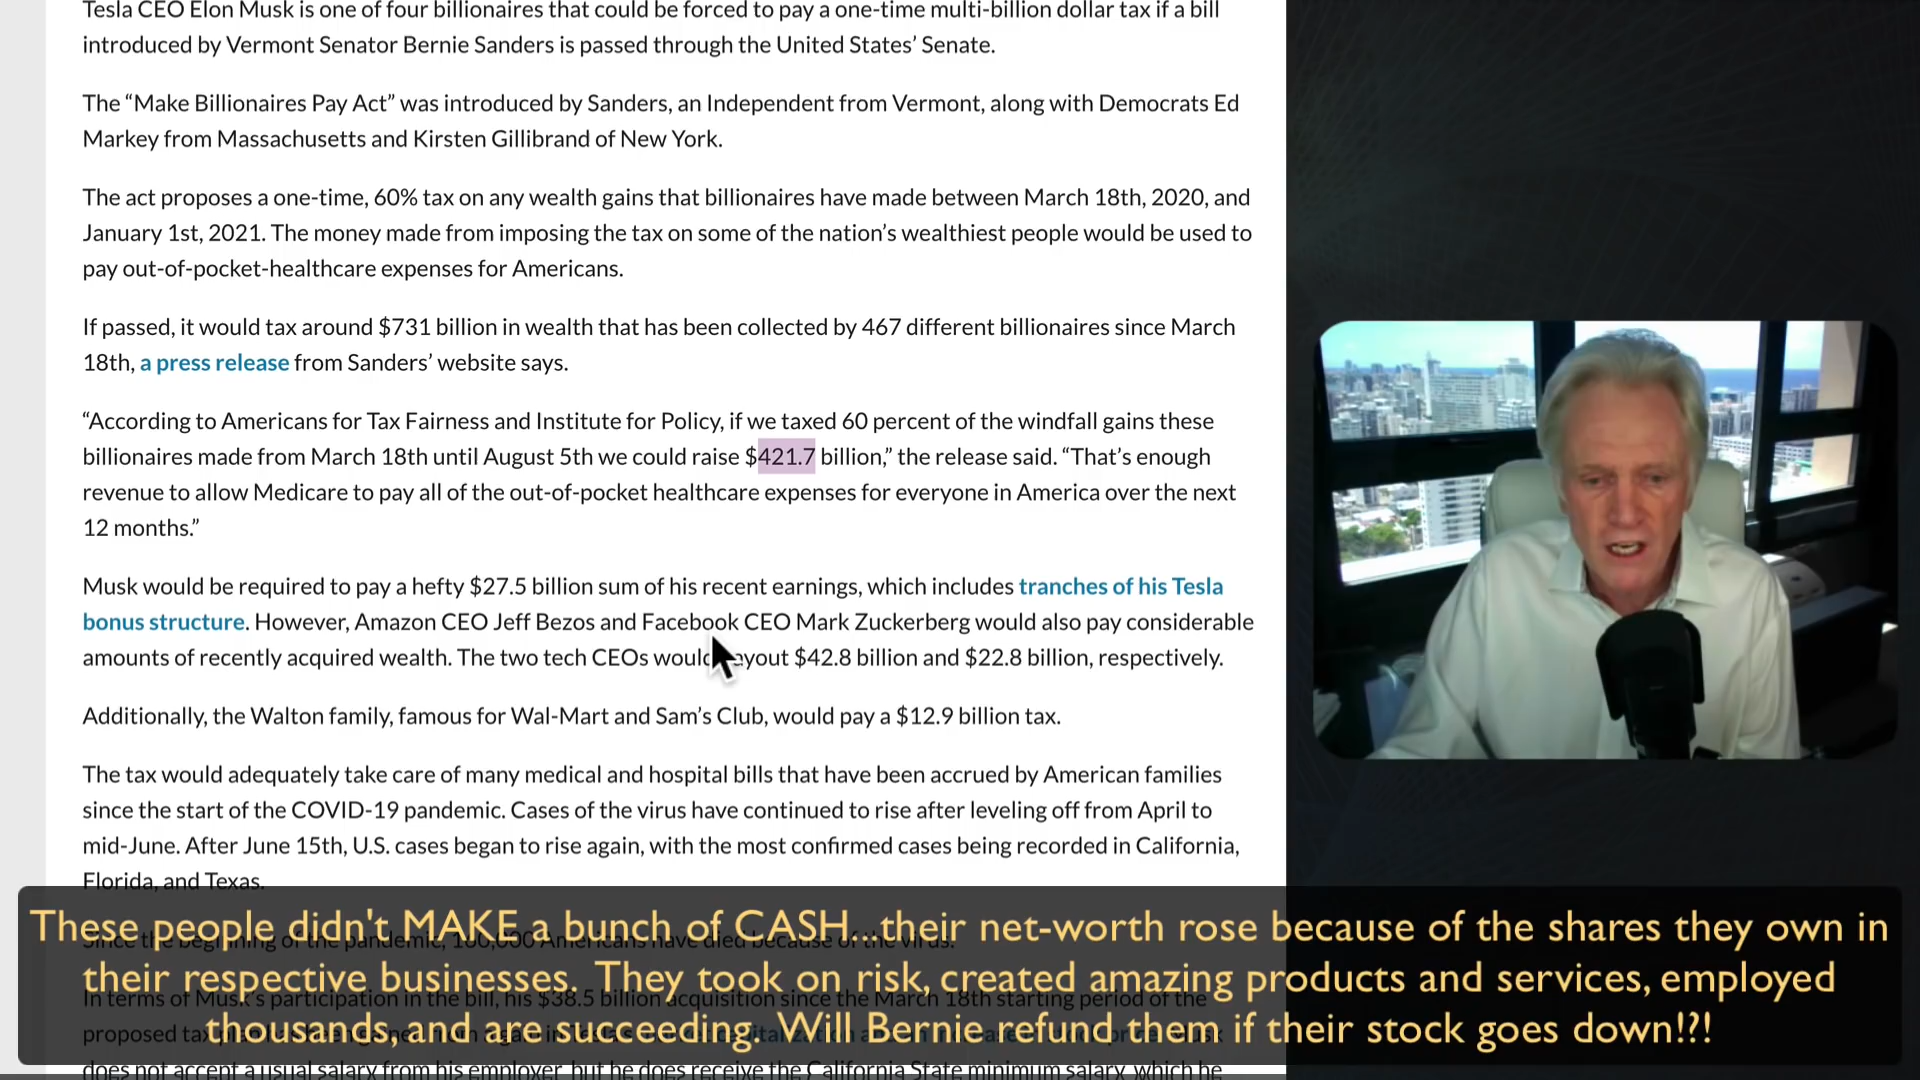 Tesla CEO Elon Musk is one of four billionaires that could be forced to pay a one-time multi-billion dollar tax if a bill
introduced by Vermont Senator Bernie Sanders is passed through the United States’ Senate.
The “Make Billionaires Pay Act” was introduced by Sanders, an Independent from Vermont, along with Democrats Ed
Markey from Massachusetts and Kirsten Gillibrand of New York.
The act proposes a one-time, 60% tax on any wealth gains that billionaires have made between March 18th, 2020, and
January 1st, 2021. The money made from imposing the tax on some of the nation’s wealthiest people would be used to
pay out-of-pocket-healthcare expenses for Americans.
If passed, it would tax around $731 billion in wealth that has been collected by 467 different billionaires since March
18th, a press release from Sanders’ website says.
“According to Americans for Tax Fairness and Institute for Policy, if we taxed 60 percent of the windfall gains these
billionaires made from March 18th until August 5th we could raise $421.7 billion,” the release said. “That’s enough
revenue to allow Medicare to pay all of the out-of-pocket healthcare expenses for everyone in America over the next
12 months.”
Musk would be required to pay a hefty $27.5 billion sum of his recent earnings, which includes tranches of his Tesla
bonus structure. However, Amazon CEO Jeff Bezos and Facebook CEO Mark Zuckerberg would also pay considerable
amounts of recently acquired wealth. The two tech CEOs would payout $42.8 billion and $22.8 billion, respectively.
Additionally, the Walton family, famous for Wal-Mart and Sam’s Club, would pay a $12.9 billion tax.
The tax would adequately take care of many medical and hospital bills that have been accrued by American families
since the start of the COVID-19 pandemic. Cases of the virus have continued to rise after leveling off from April to
mid-June. After June 15th, U.S. cases began to rise again, with the most confirmed cases being recorded in California,
Florida, and Texas.
Since the beginning of the pandemic, 160,000 Americans have died because of the virus.
These people didn't MAKE a bunch of CASH...their net-worth rose because of the shares they own in
their respective businesses. They took on risk, created amazing products and services, employed
thousands, and are succeeding. Will Bernie refund them if their stock goes down!?!
In terms of Musk’s participation in the bill, his $38.5 billion acquisition since the March 18th starting period of the
proposed tax
does not accept a usual salary from his employer, but he does receive the California State minimum salary, which he